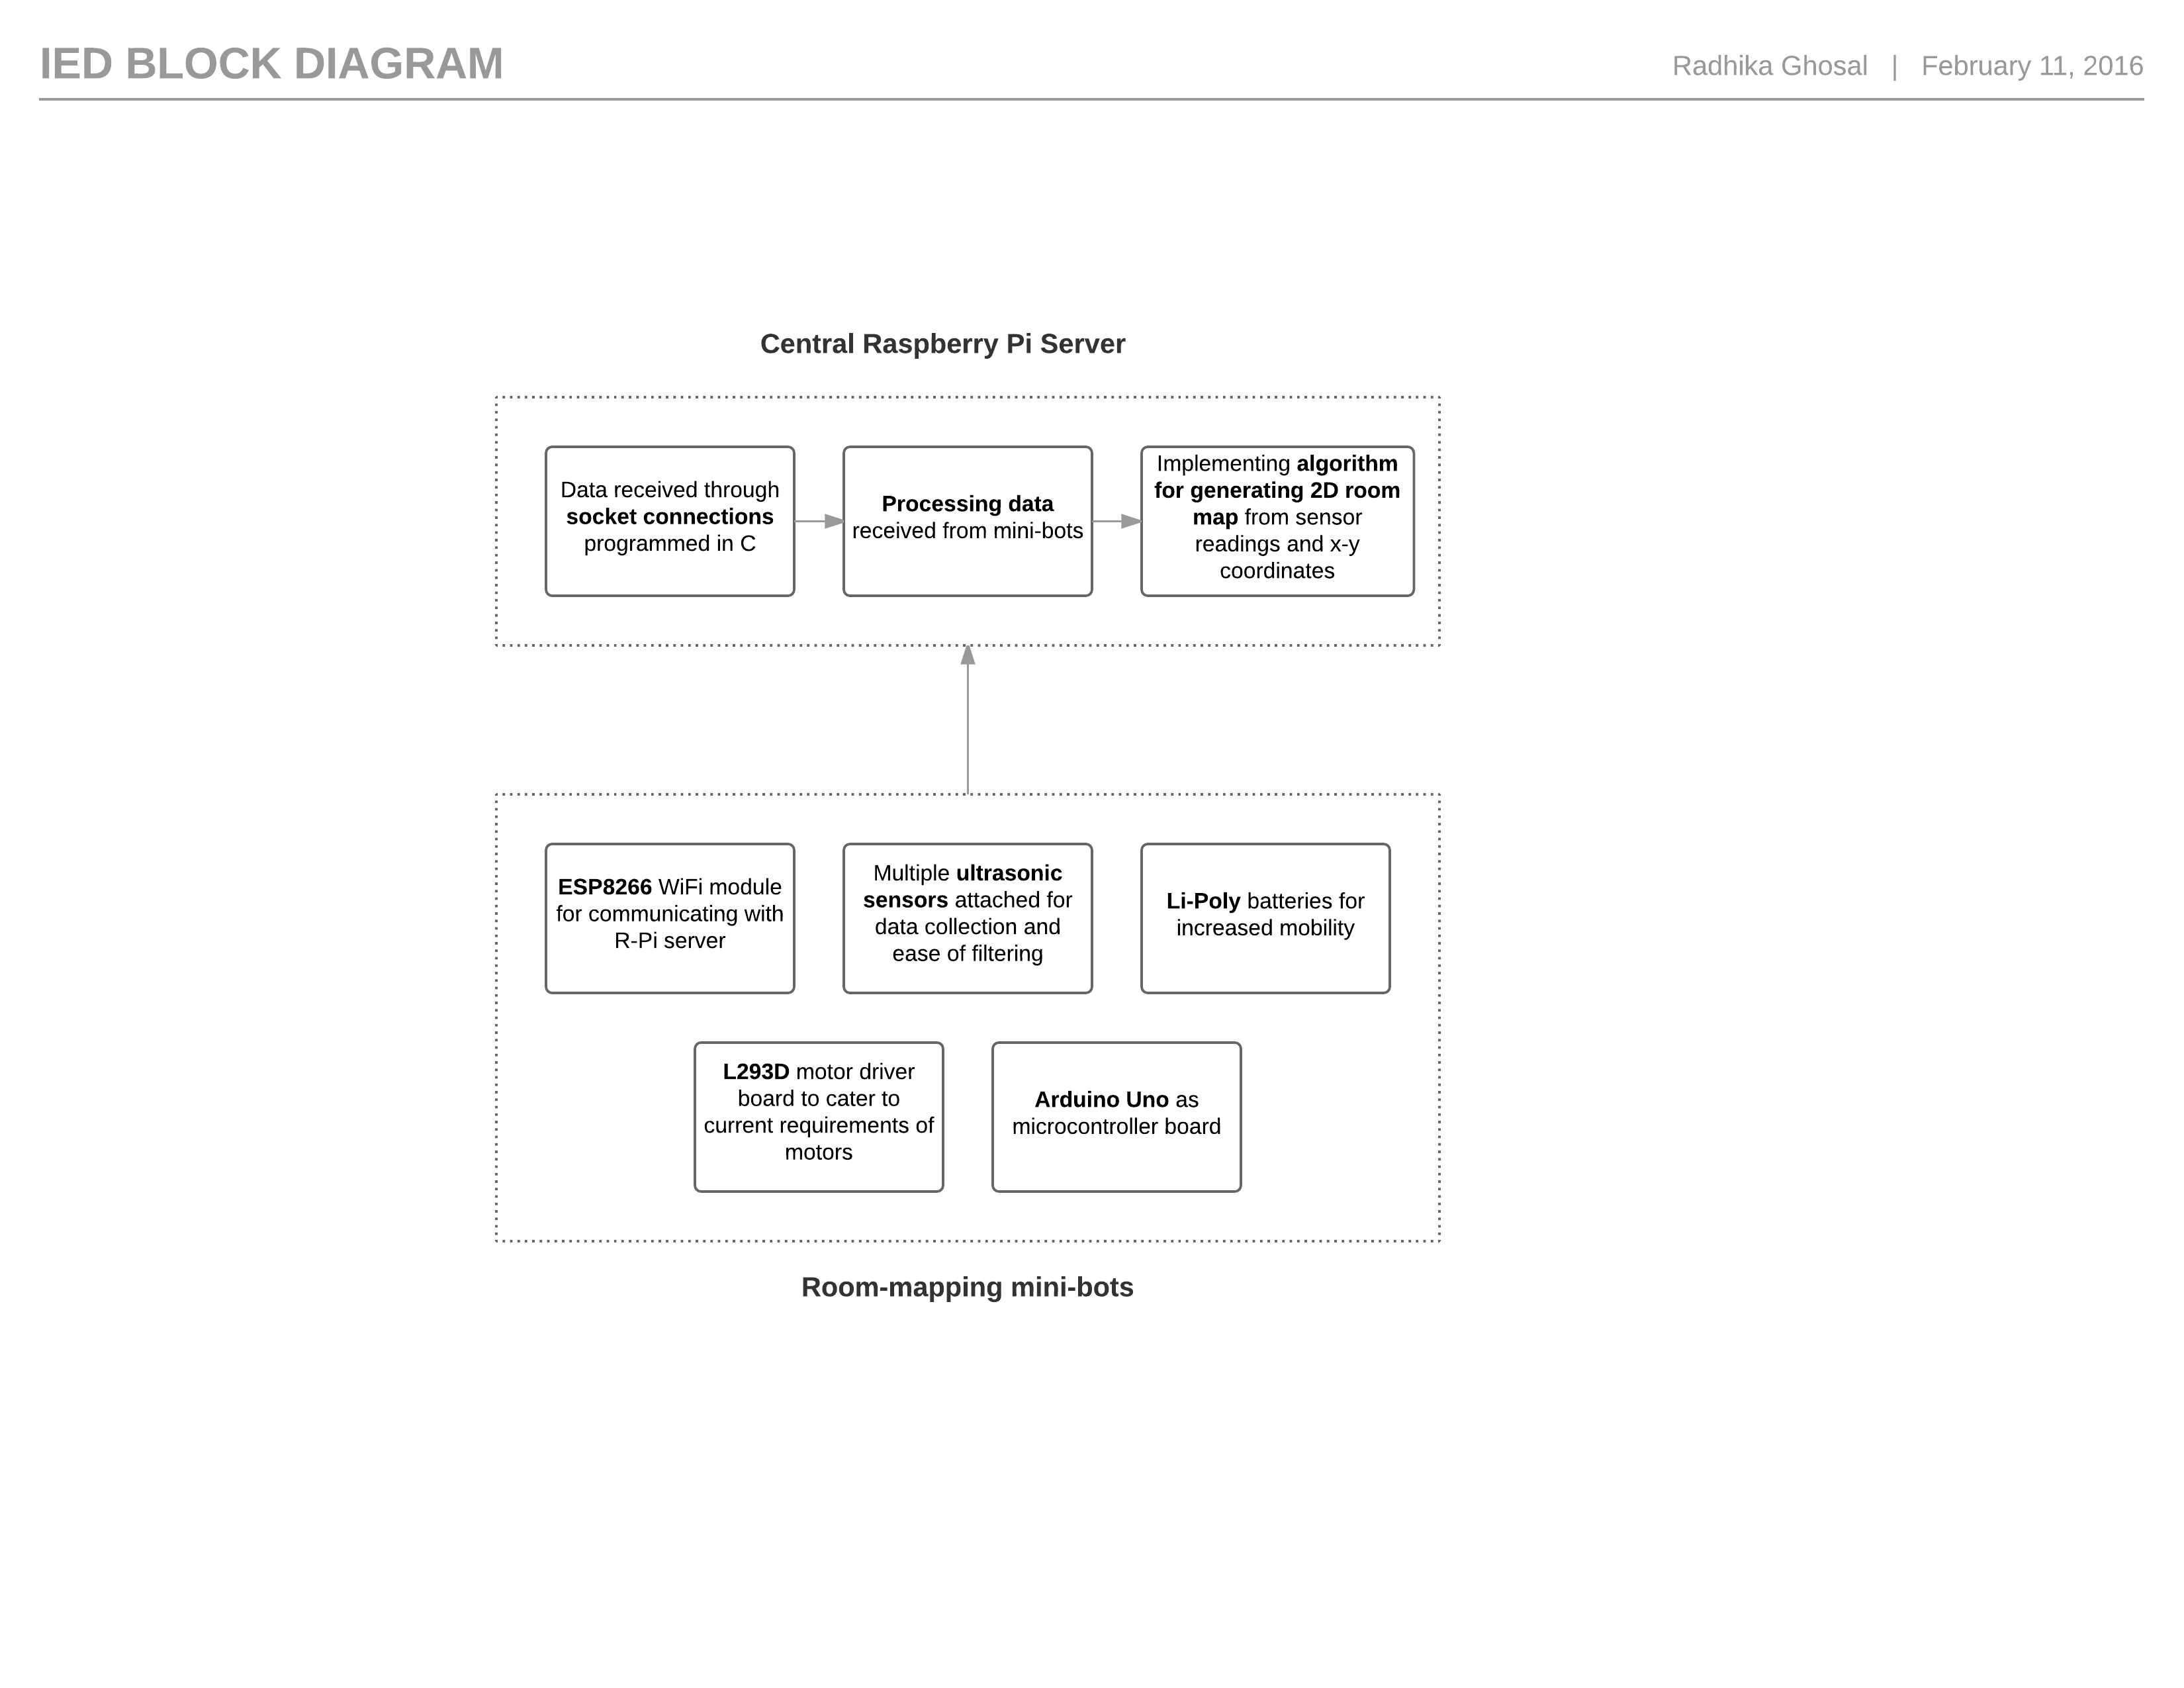 IED BLOCK DIAGRAM
Radhika Ghosal | February 11, 2016
Central Raspberry Pi Server
Data received through
socket connections
programmed in C
Processing data
received from mini-bots
Implementing algorithm
for generating 2D room
map from sensor
readings and x-y
coordinates
ESP8266 WiFi module
for communicating with
R-Pi server
Multiple ultrasonic
sensors attached for
data collection and
ease of filtering
Li-Poly batteries for
increased mobility
L293D motor driver
board to cater to
current requirements of
motors
Arduino Uno as
microcontroller board
Room-mapping mini-bots